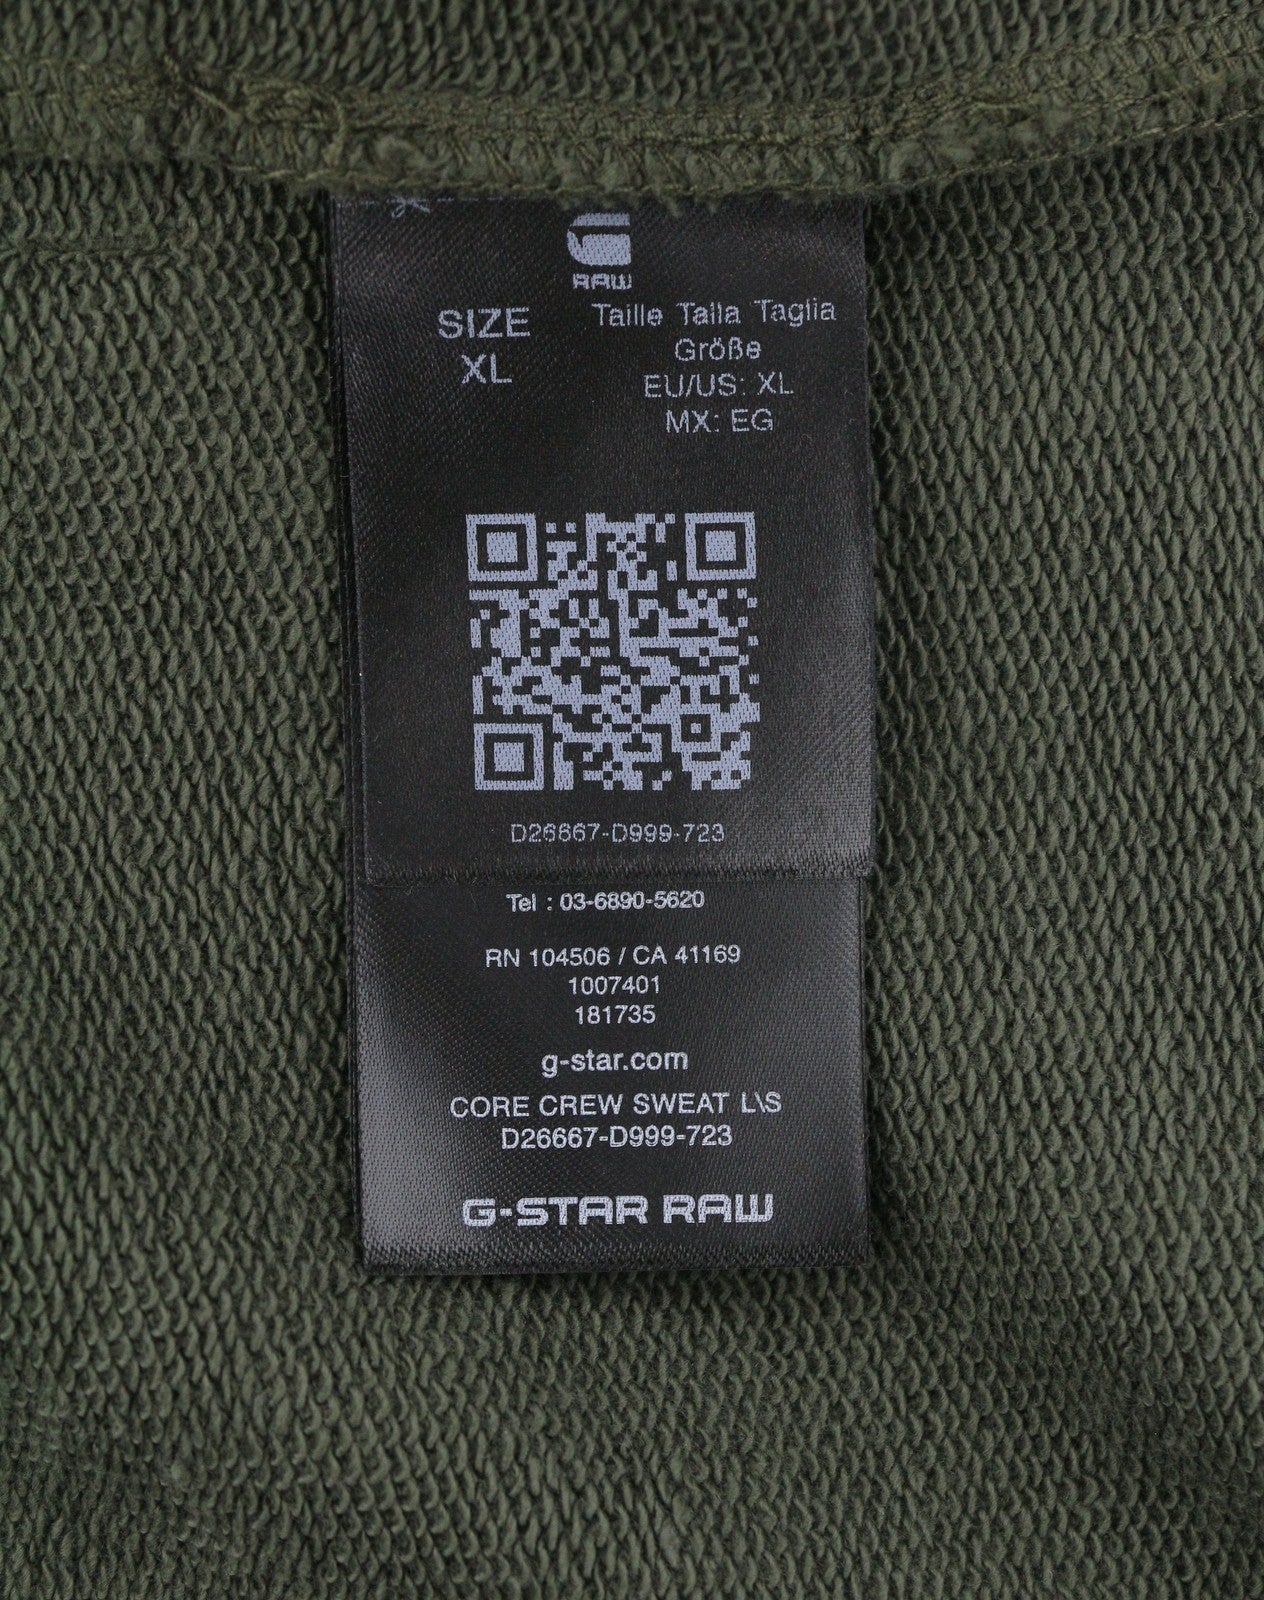 RAW
SIZE
XL
Taille Talla Taglia
Größe
EU/US: XL
MX: EG
D26667-D999-723
Tel : 03-6890-5620
RN 104506 / CA 41169
1007401
181735
g-star.com
CORE CREW SWEAT L\S
D26667-D999-723
G-STAR RAW